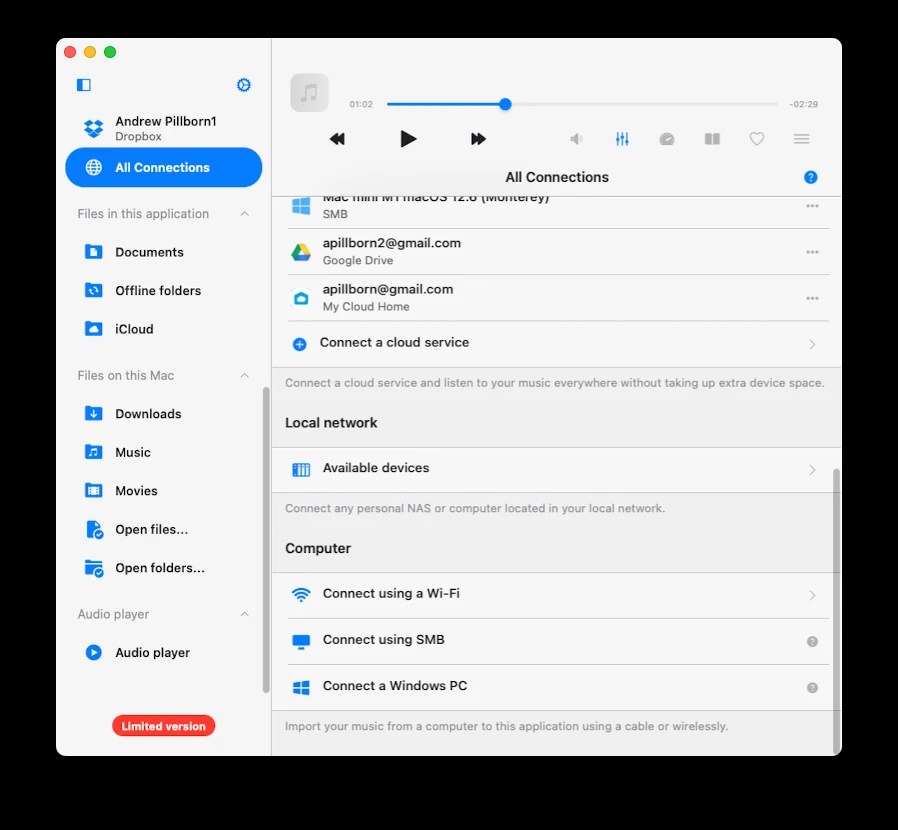 Andrew Pillborn1
Dropbox
All Connections
Files in this application
Documents
Offline folders
iCloud
Files on this Mac
Downloads
Music
Movies
Open files...
Open folders...
Audio player
Audio player
Limited version
01:02
-02:29
All Connections
?
Mac mini M1 macOS 12.6 (Monterey)
SMB
apillborn2@gmail.com
Google Drive
apillborn@gmail.com
My Cloud Home
Connect a cloud service
Connect a cloud service and listen to your music everywhere without taking up extra device space.
Local network
Available devices
Connect any personal NAS or computer located in your local network.
Computer
Connect using a Wi-Fi
Connect using SMB
?
Connect a Windows PC
?
Import your music from a computer to this application using a cable or wirelessly.